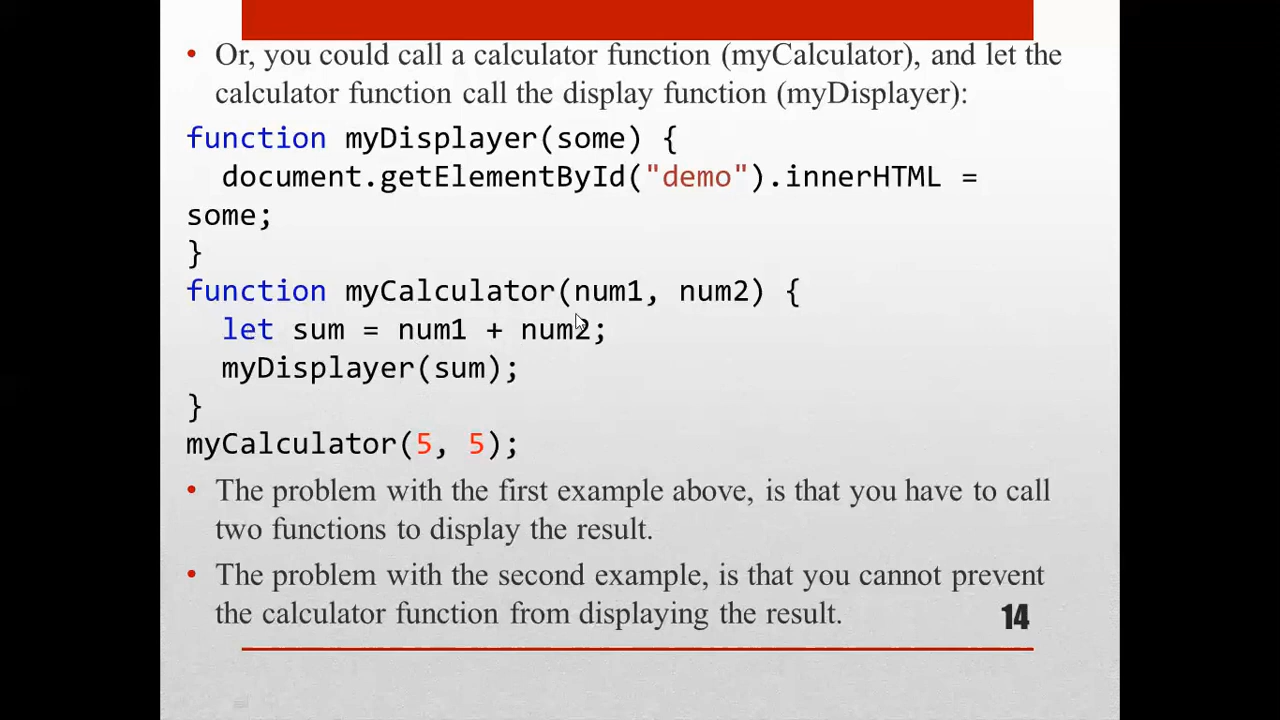 • Or, you could call a calculator function (myCalculator), and let the
calculator function call the display function (myDisplayer):
function myDisplayer(some) {
  document.getElementById("demo").innerHTML =
some;
}
function myCalculator(num1, num2) {
  let sum = num1 + num2;
  myDisplayer(sum);
}
myCalculator(5, 5);
• The problem with the first example above, is that you have to call
two functions to display the result.
• The problem with the second example, is that you cannot prevent
the calculator function from displaying the result.
14